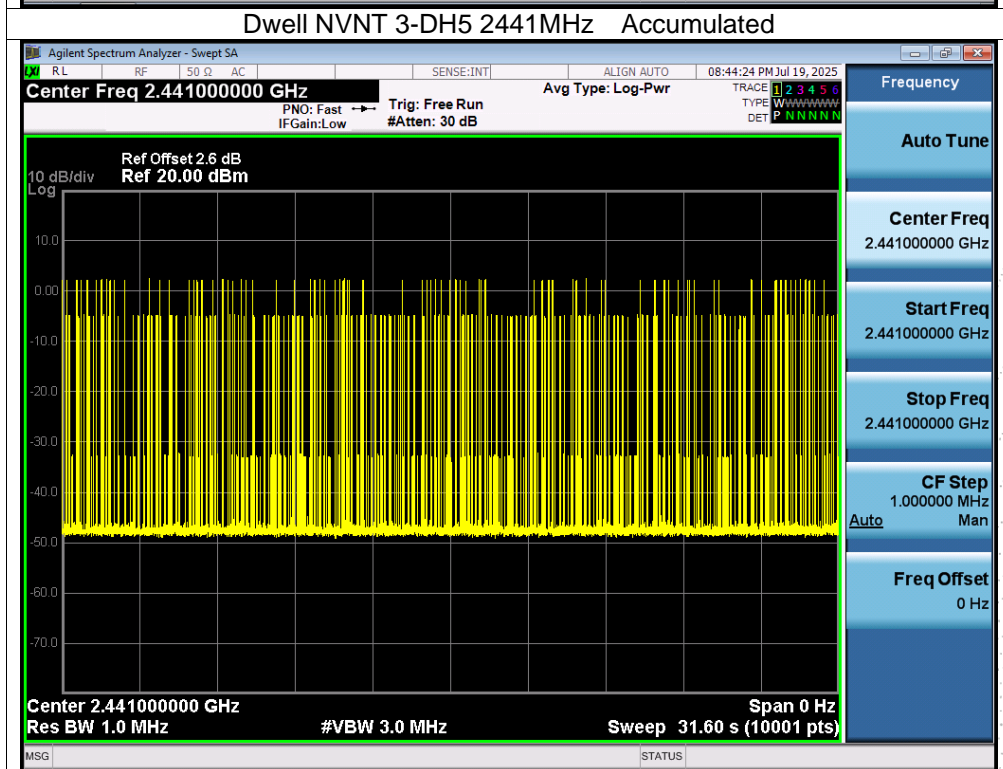 Dwell NVNT 3-DH5 2441MHz Accumulated
Agilent Spectrum Analyzer - Swept SA
LXI RL RF 50 Ω AC SENSE:INT ALIGN AUTO 08:44:24 PM Jul 19, 2025
Center Freq 2.441000000 GHz Avg Type: Log-Pwr TRACE 1 2 3 4 5 6
PNO: Fast Trig: Free Run TYPE WWWWWWW
IFGain:Low #Atten: 30 dB DET P N N N N N
Frequency
Auto Tune
Center Freq
2.441000000 GHz
Start Freq
2.441000000 GHz
Stop Freq
2.441000000 GHz
CF Step
1.000000 MHz
Auto Man
Freq Offset
0 Hz
Ref Offset 2.6 dB
10 dB/div Ref 20.00 dBm
Log
10.0
0.00
-10.0
-20.0
-30.0
-40.0
-50.0
-60.0
-70.0
Center 2.441000000 GHz Span 0 Hz
Res BW 1.0 MHz #VBW 3.0 MHz Sweep 31.60 s (10001 pts)
MSG STATUS